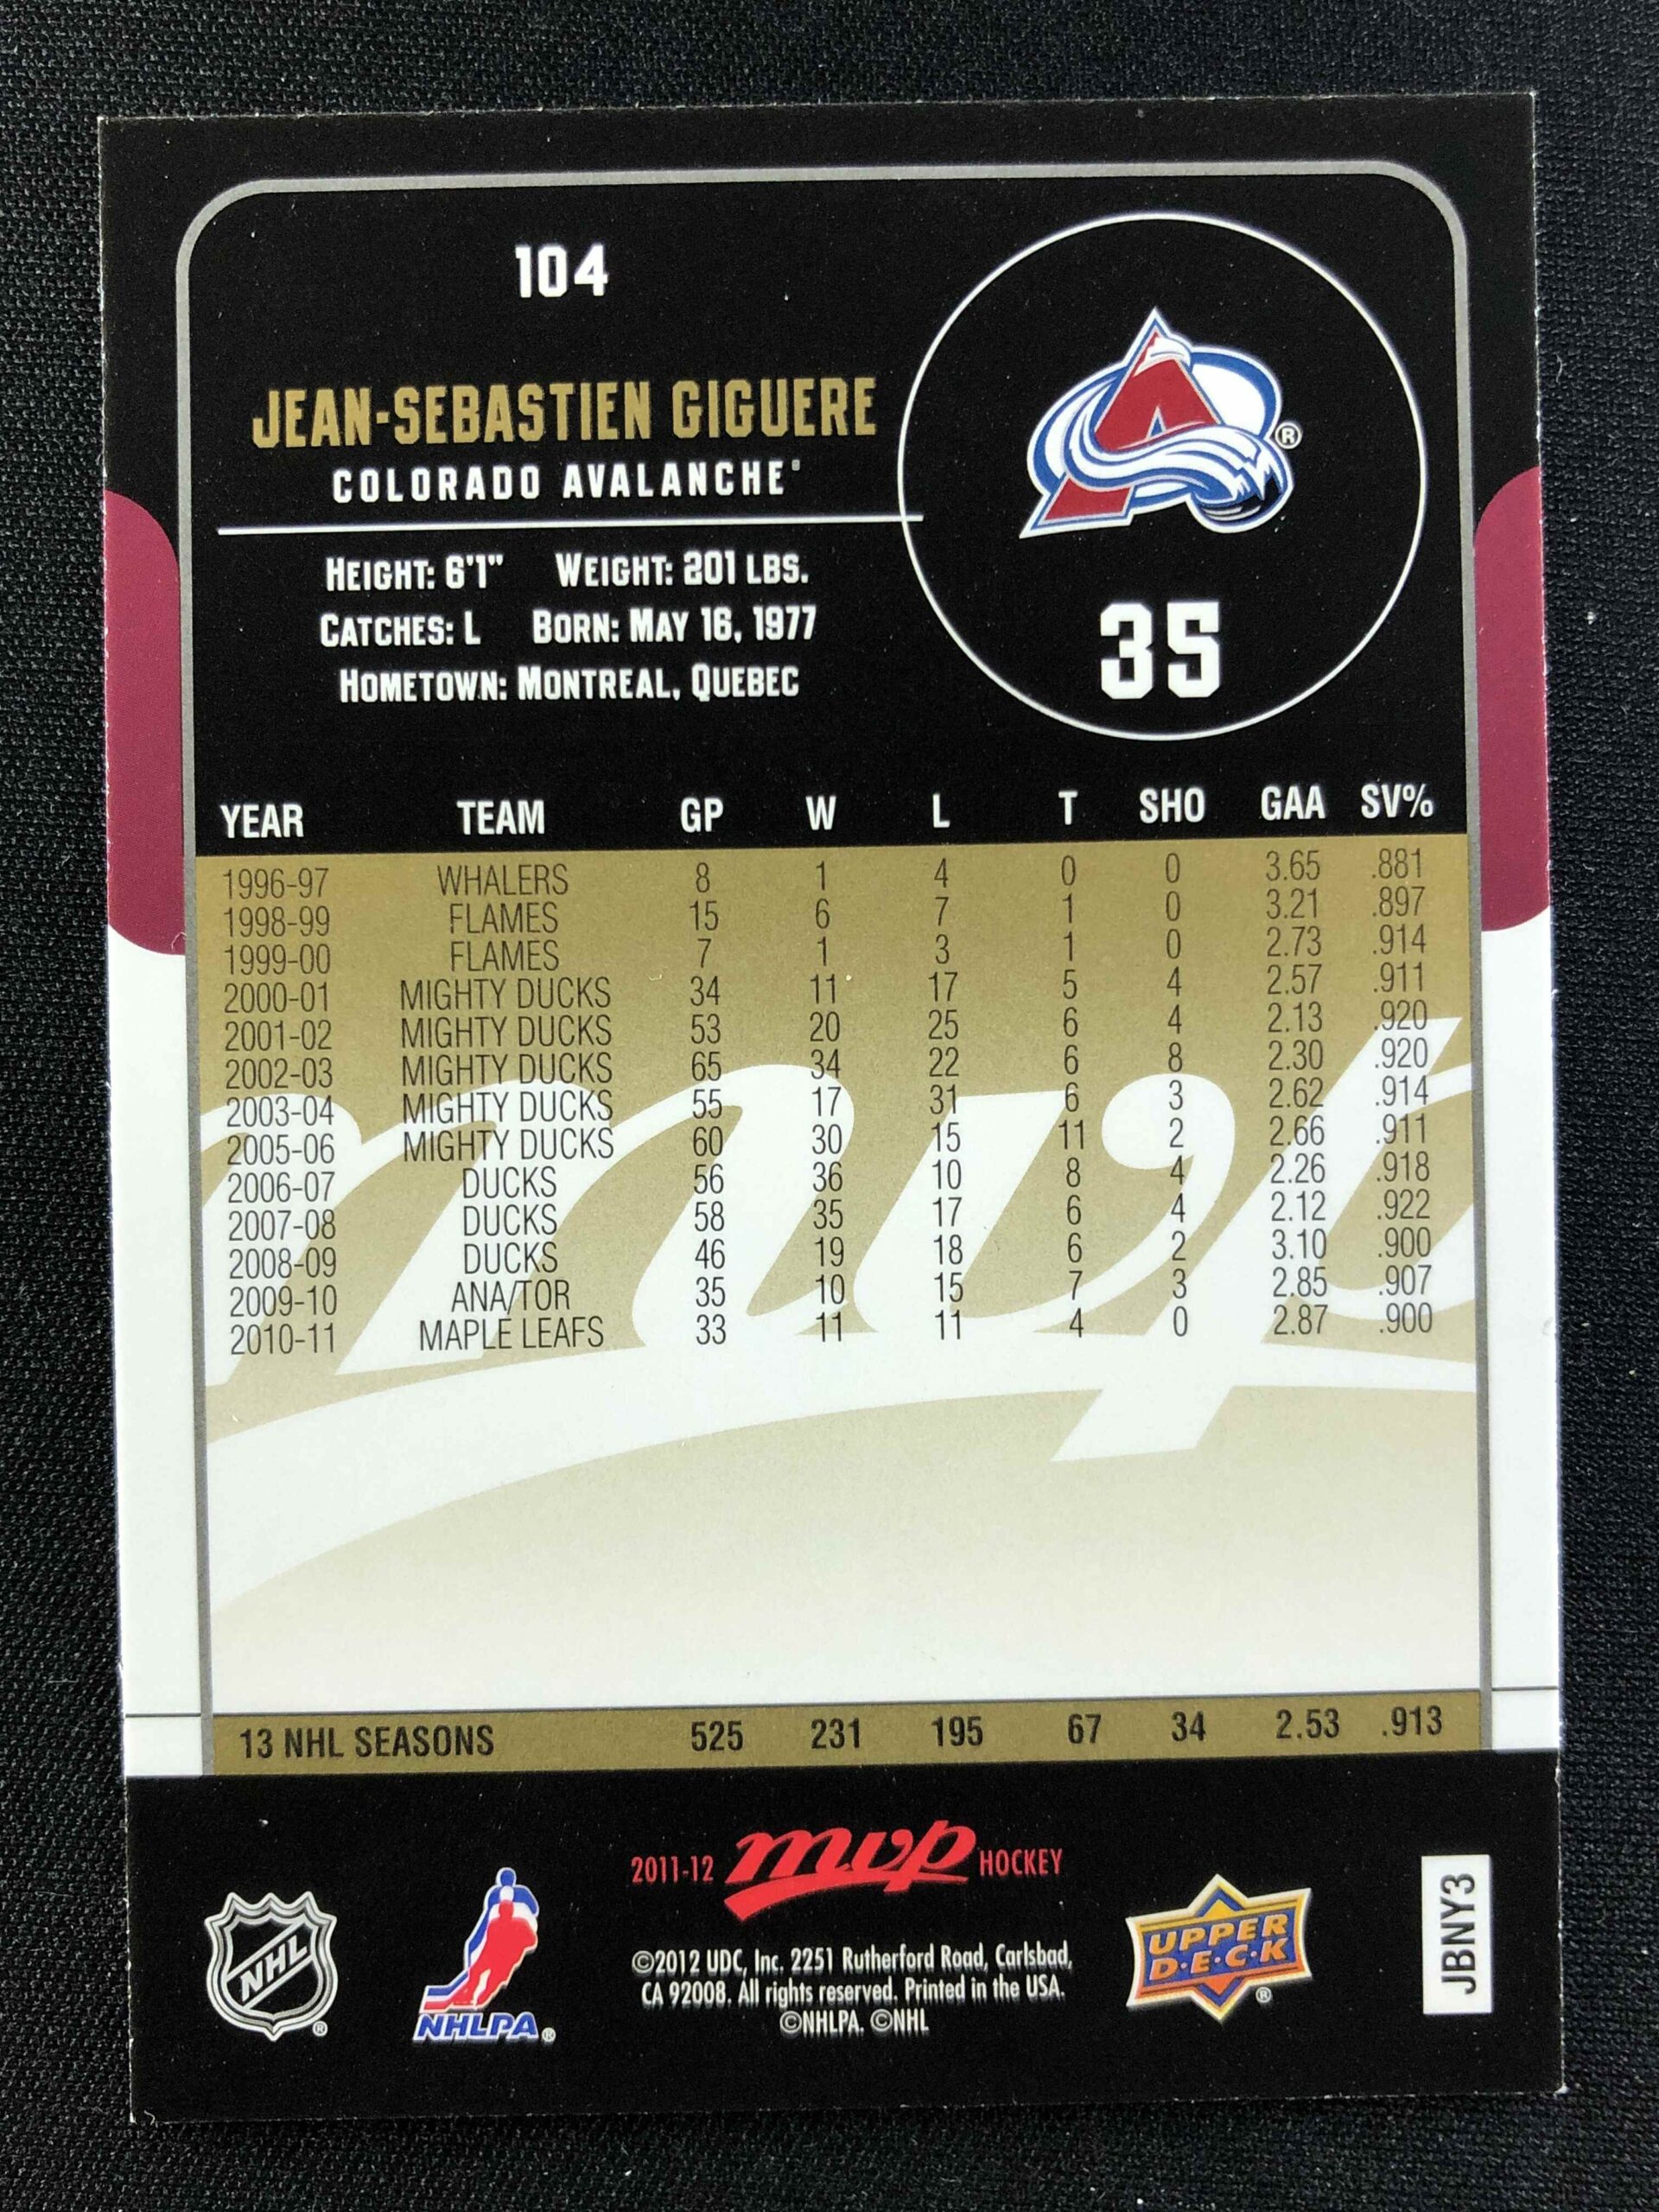 104
JEAN-SEBASTIEN GIGUERE
COLORADO AVALANCHE®
HEIGHT: 6'1" WEIGHT: 201 LBS.
CATCHES: L BORN: MAY 16, 1977
HOMETOWN: MONTREAL, QUEBEC
A ®
35
YEAR TEAM GP W L T SHO GAA SV%
1996-97 WHALERS 8 1 4 0 0 3.65 .881
1998-99 FLAMES 15 6 7 1 0 3.21 .897
1999-00 FLAMES 7 1 3 1 0 2.73 .914
2000-01 MIGHTY DUCKS 34 11 17 5 4 2.57 .911
2001-02 MIGHTY DUCKS 53 20 25 6 4 2.13 .920
2002-03 MIGHTY DUCKS 65 34 22 6 8 2.30 .920
2003-04 MIGHTY DUCKS 55 17 31 6 3 2.62 .914
2005-06 MIGHTY DUCKS 60 30 15 11 2 2.66 .911
2006-07 DUCKS 56 36 10 8 4 2.26 .918
2007-08 DUCKS 58 35 17 6 4 2.12 .922
2008-09 DUCKS 46 19 18 6 2 3.10 .900
2009-10 ANA/TOR 35 10 15 7 3 2.85 .907
2010-11 MAPLE LEAFS 33 11 11 4 0 2.87 .900
mvp
13 NHL SEASONS 525 231 195 67 34 2.53 .913
2011-12 mvp HOCKEY
NHL ®
NHLPA ®
©2012 UDC, Inc. 2251 Rutherford Road, Carlsbad,
CA 92008. All rights reserved. Printed in the USA.
©NHLPA. ©NHL
UPPER
D·E·C·K ®
JBNY3